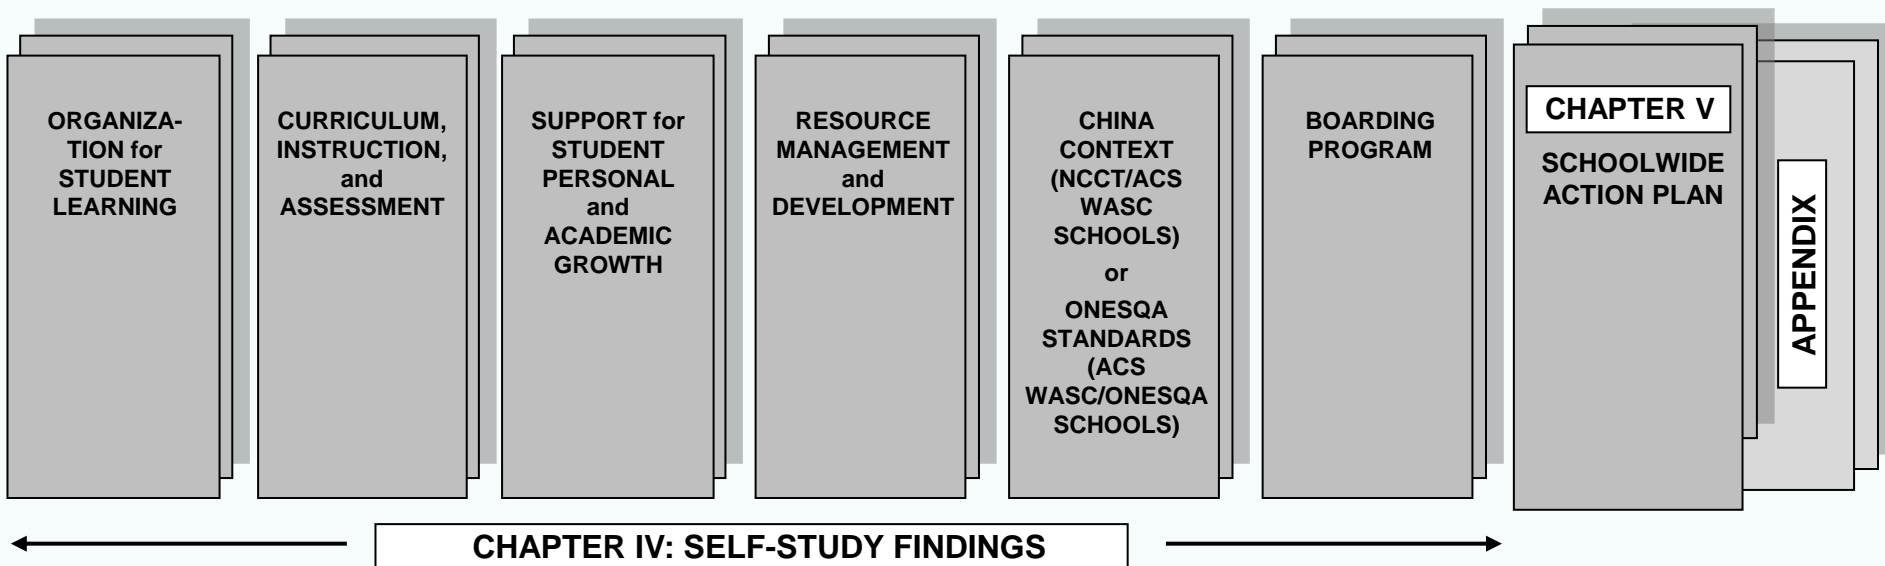 ORGANIZA-
TION for
STUDENT
LEARNING
CURRICULUM,
INSTRUCTION,
and
ASSESSMENT
SUPPORT for
STUDENT
PERSONAL
and
ACADEMIC
GROWTH
RESOURCE
MANAGEMENT
and
DEVELOPMENT
CHINA
CONTEXT
(NCCT/ACS
WASC
SCHOOLS)
or
ONESQA
STANDARDS
(ACS
WASC/ONESQA
SCHOOLS)
BOARDING
PROGRAM
CHAPTER V
SCHOOLWIDE
ACTION PLAN
APPENDIX
CHAPTER IV: SELF-STUDY FINDINGS